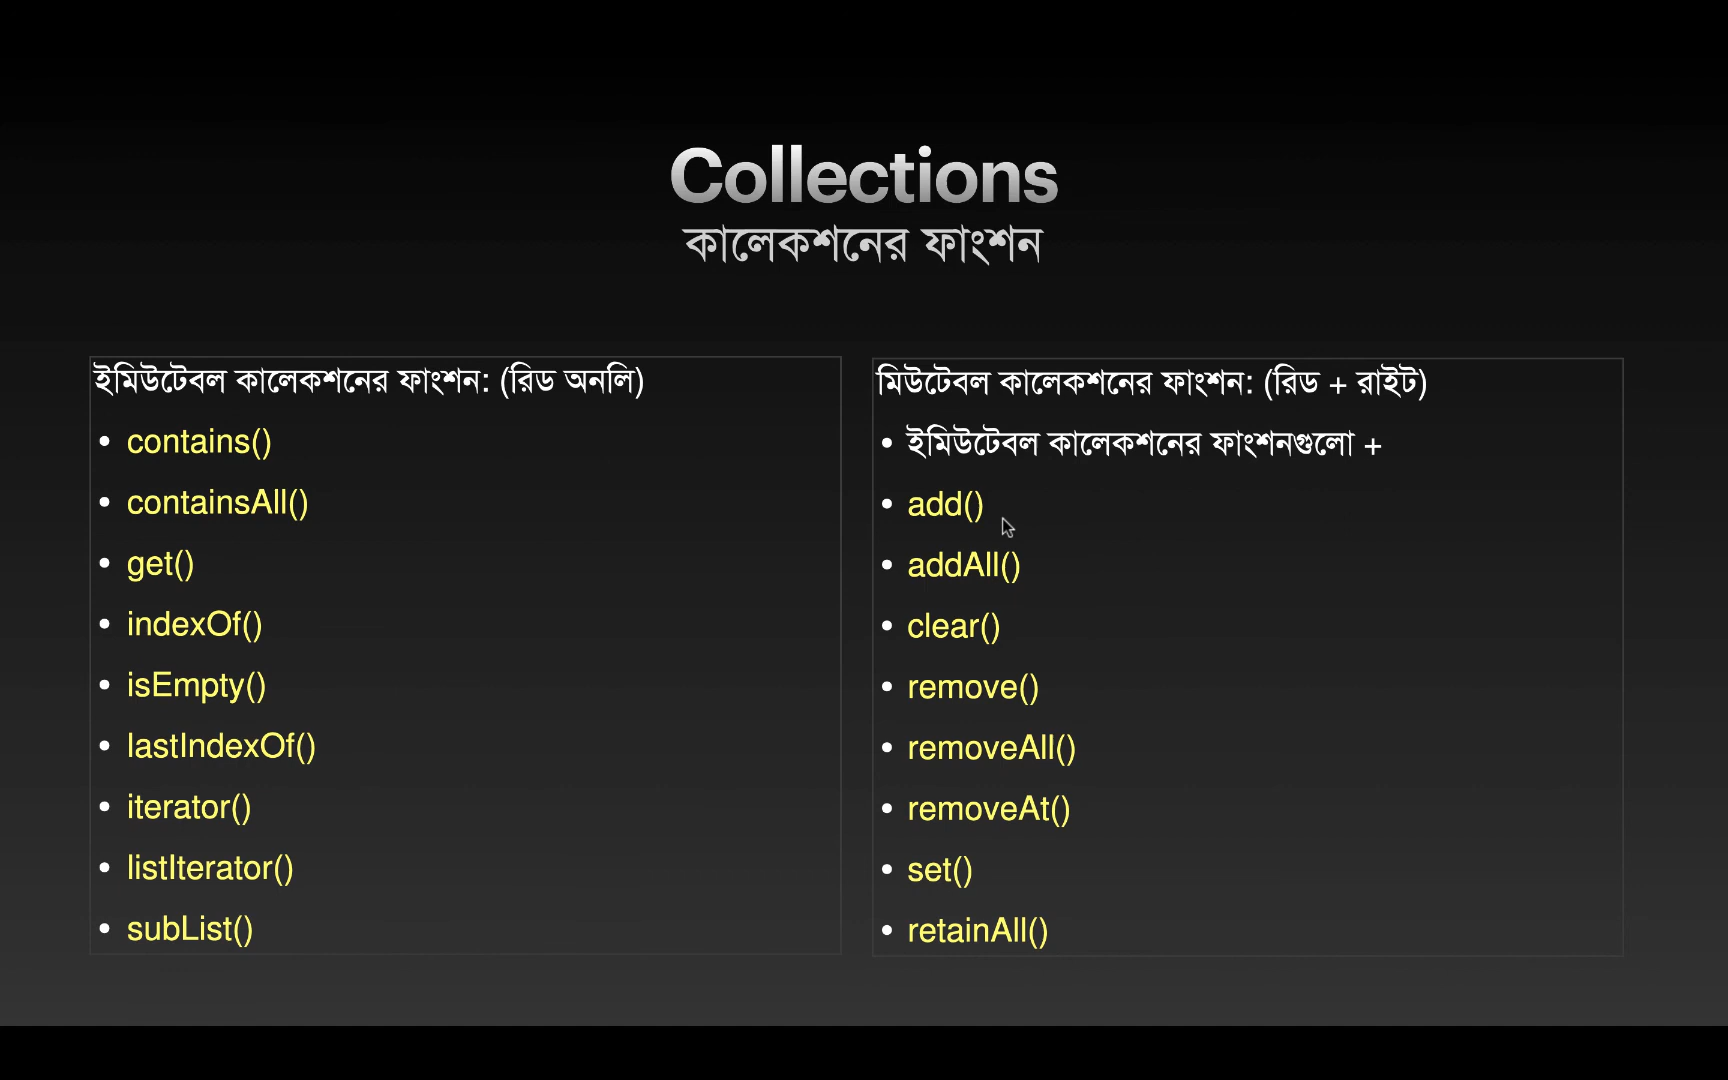 Collections
কালেকশনের ফাংশন
ইমিউটেবল কালেকশনের ফাংশন: (রিড অনলি)
• contains()
• containsAll()
• get()
• indexOf()
• isEmpty()
• lastIndexOf()
• iterator()
• listIterator()
• subList()
মিউটেবল কালেকশনের ফাংশন: (রিড + রাইট)
• ইমিউটেবল কালেকশনের ফাংশনগুলো +
• add()
• addAll()
• clear()
• remove()
• removeAll()
• removeAt()
• set()
• retainAll()